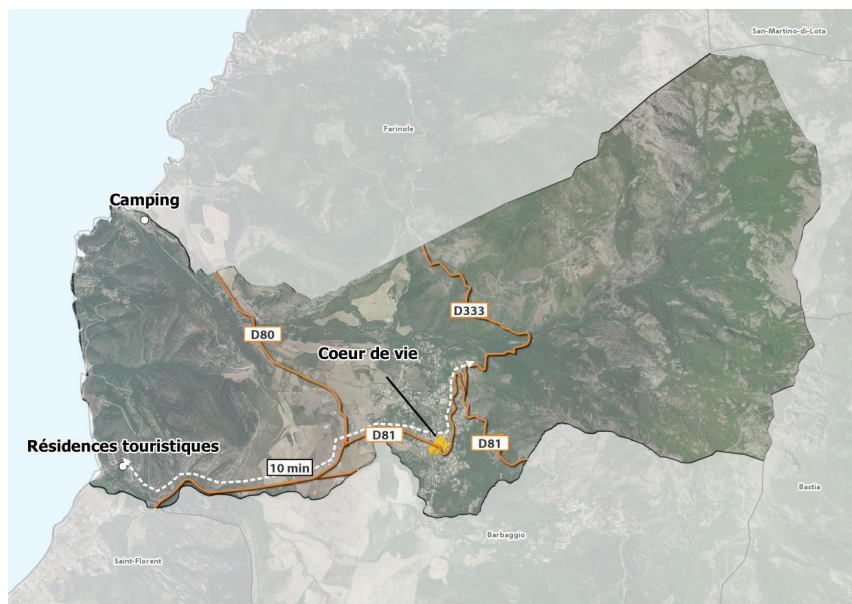 San-Martino-di-Lota
Farinole
Camping
D333
D80
Coeur de vie
D81
D81
Résidences touristiques
10 min
Bastia
Barbaggio
Saint-Florent